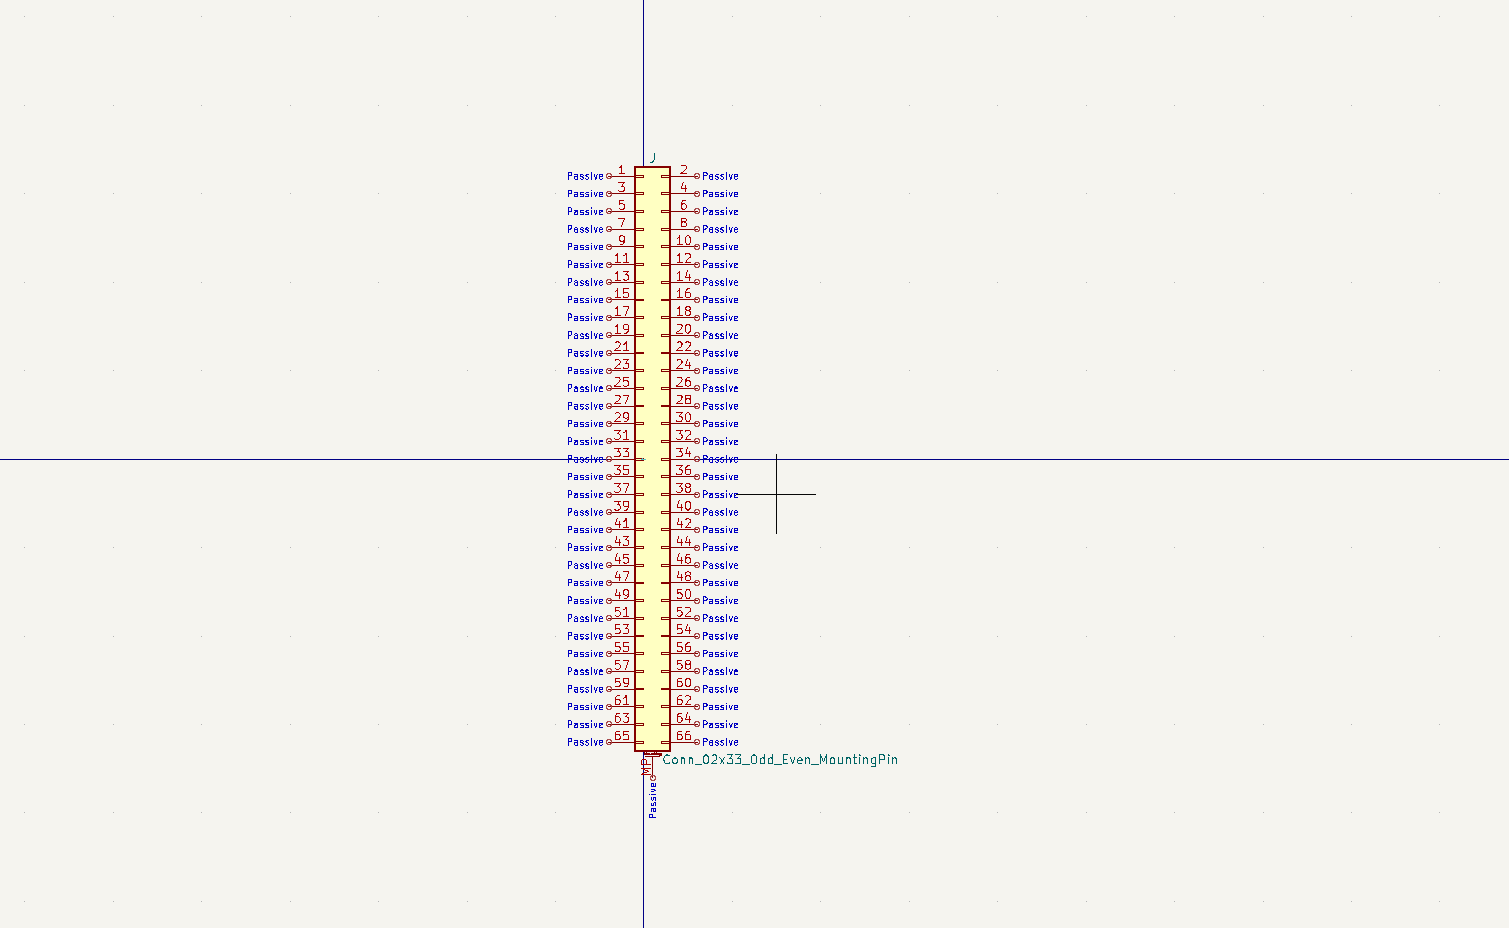 J
Passive 1 2 Passive
Passive 3 4 Passive
Passive 5 6 Passive
Passive 7 8 Passive
Passive 9 10 Passive
Passive 11 12 Passive
Passive 13 14 Passive
Passive 15 16 Passive
Passive 17 18 Passive
Passive 19 20 Passive
Passive 21 22 Passive
Passive 23 24 Passive
Passive 25 26 Passive
Passive 27 28 Passive
Passive 29 30 Passive
Passive 31 32 Passive
Passive 33 34 Passive
Passive 35 36 Passive
Passive 37 38 Passive
Passive 39 40 Passive
Passive 41 42 Passive
Passive 43 44 Passive
Passive 45 46 Passive
Passive 47 48 Passive
Passive 49 50 Passive
Passive 51 52 Passive
Passive 53 54 Passive
Passive 55 56 Passive
Passive 57 58 Passive
Passive 59 60 Passive
Passive 61 62 Passive
Passive 63 64 Passive
Passive 65 66 Passive
Conn_02x33_Odd_Even_MountingPin
MP
Passive